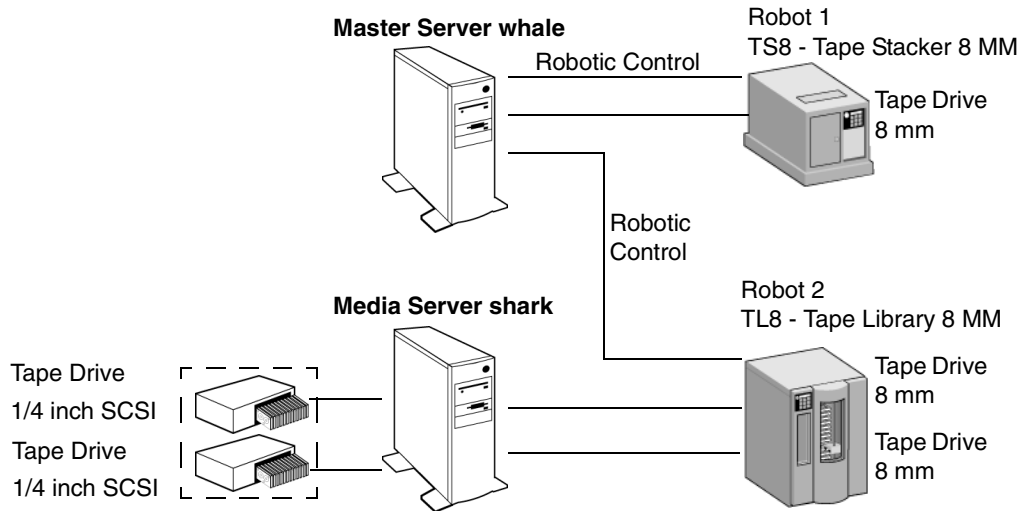 Master Server whale
Robotic Control
Robot 1
TS8 - Tape Stacker 8 MM
Tape Drive
8 mm
Robotic
Control
Media Server shark
Robot 2
TL8 - Tape Library 8 MM
Tape Drive
1/4 inch SCSI
Tape Drive
1/4 inch SCSI
Tape Drive
8 mm
Tape Drive
8 mm